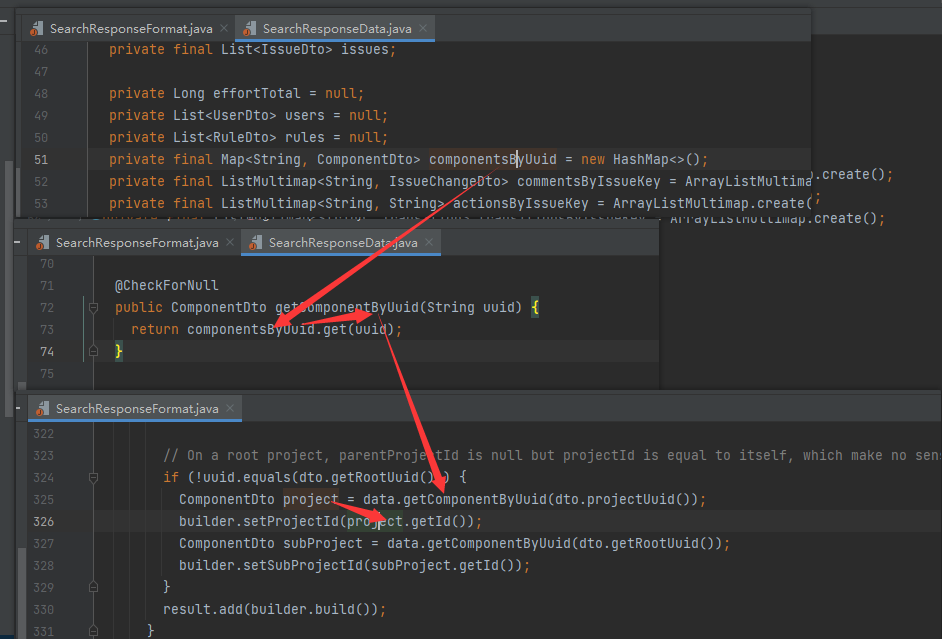 SearchResponseFormat.java × SearchResponseData.java ×
46 private final List<IssueDto> issues;
47
48 private Long effortTotal = null;
49 private List<UserDto> users = null;
50 private List<RuleDto> rules = null;
51 private final Map<String, ComponentDto> componentsByUuid = new HashMap<>();
52 private final ListMultimap<String, IssueChangeDto> commentsByIssueKey = ArrayListMultima
.create();
53 private final ListMultimap<String, String> actionsByIssueKey = ArrayListMultimap.create(
;
= ArrayListMultimap.create();
SearchResponseFormat.java × SearchResponseData.java ×
70
71 @CheckForNull
72 public ComponentDto getComponentByUuid(String uuid) {
73 return componentsByUuid.get(uuid);
74 }
75
SearchResponseFormat.java ×
322
323 // On a root project, parentProjectId is null but projectId is equal to itself, which make no sen
324 if (!uuid.equals(dto.getRootUuid())) {
325 ComponentDto project = data.getComponentByUuid(dto.projectUuid());
326 builder.setProjectId(project.getId());
327 ComponentDto subProject = data.getComponentByUuid(dto.getRootUuid());
328 builder.setSubProjectId(subProject.getId());
329 }
330 result.add(builder.build());
331 }